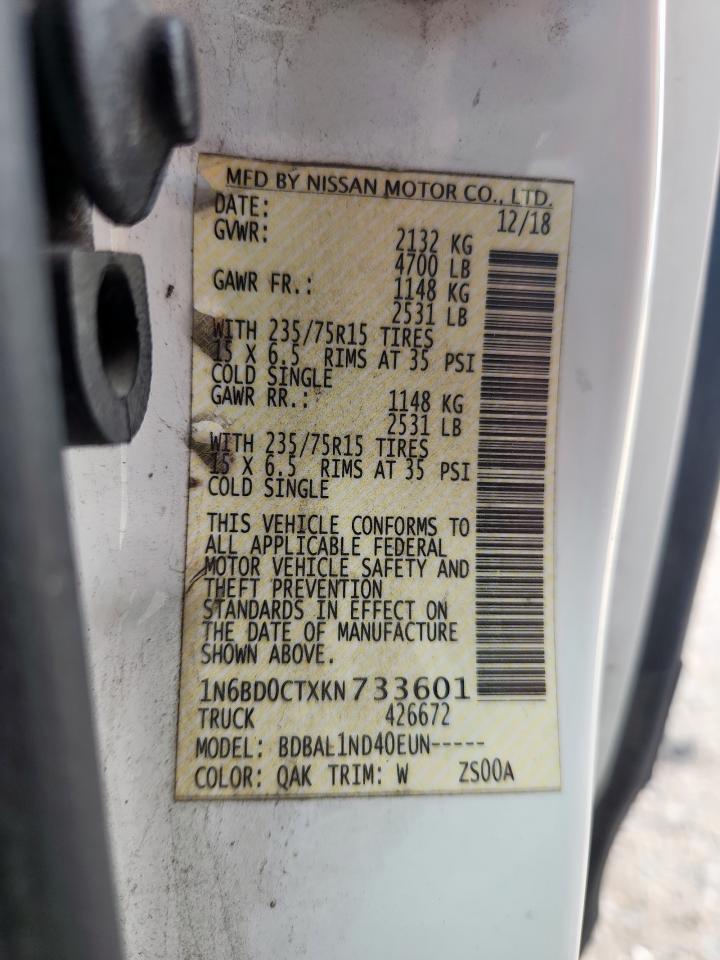 MFD BY NISSAN MOTOR CO., LTD.
DATE: 12/18
GVWR: 2132 KG
4700 LB
GAWR FR.: 1148 KG
2531 LB
WITH 235/75R15 TIRES
15 X 6.5 RIMS AT 35 PSI
COLD SINGLE
GAWR RR.: 1148 KG
2531 LB
WITH 235/75R15 TIRES
15 X 6.5 RIMS AT 35 PSI
COLD SINGLE
THIS VEHICLE CONFORMS TO
ALL APPLICABLE FEDERAL
MOTOR VEHICLE SAFETY AND
THEFT PREVENTION
STANDARDS IN EFFECT ON
THE DATE OF MANUFACTURE
SHOWN ABOVE.
1N6BD0CTXKN733601
TRUCK 426672
MODEL: BDBAL1ND40EUN-----
COLOR: QAK TRIM: W ZS00A